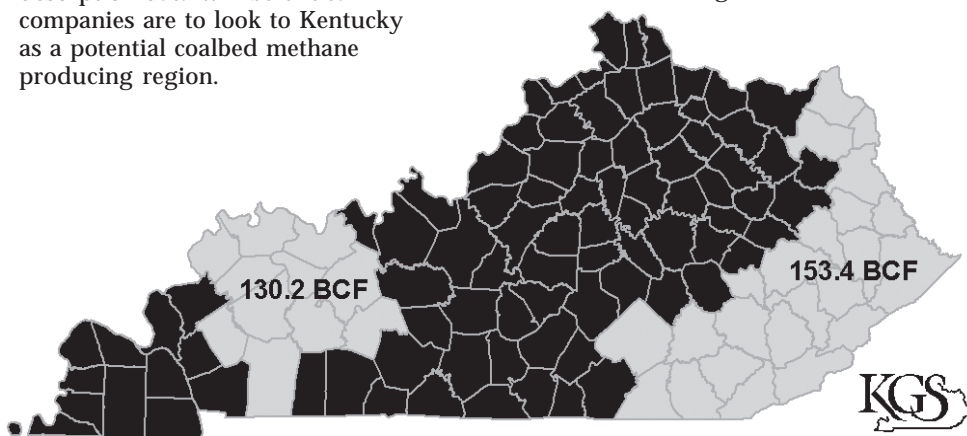 companies are to look to Kentucky
as a potential coalbed methane
producing region.
130.2 BCF
153.4 BCF
KGS